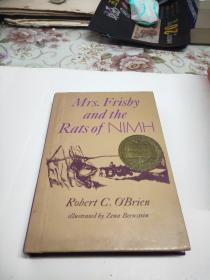 Mrs. Frisby
and the
Rats of NIMH
Robert C. O'Brien
illustrated by Zena Bernstein